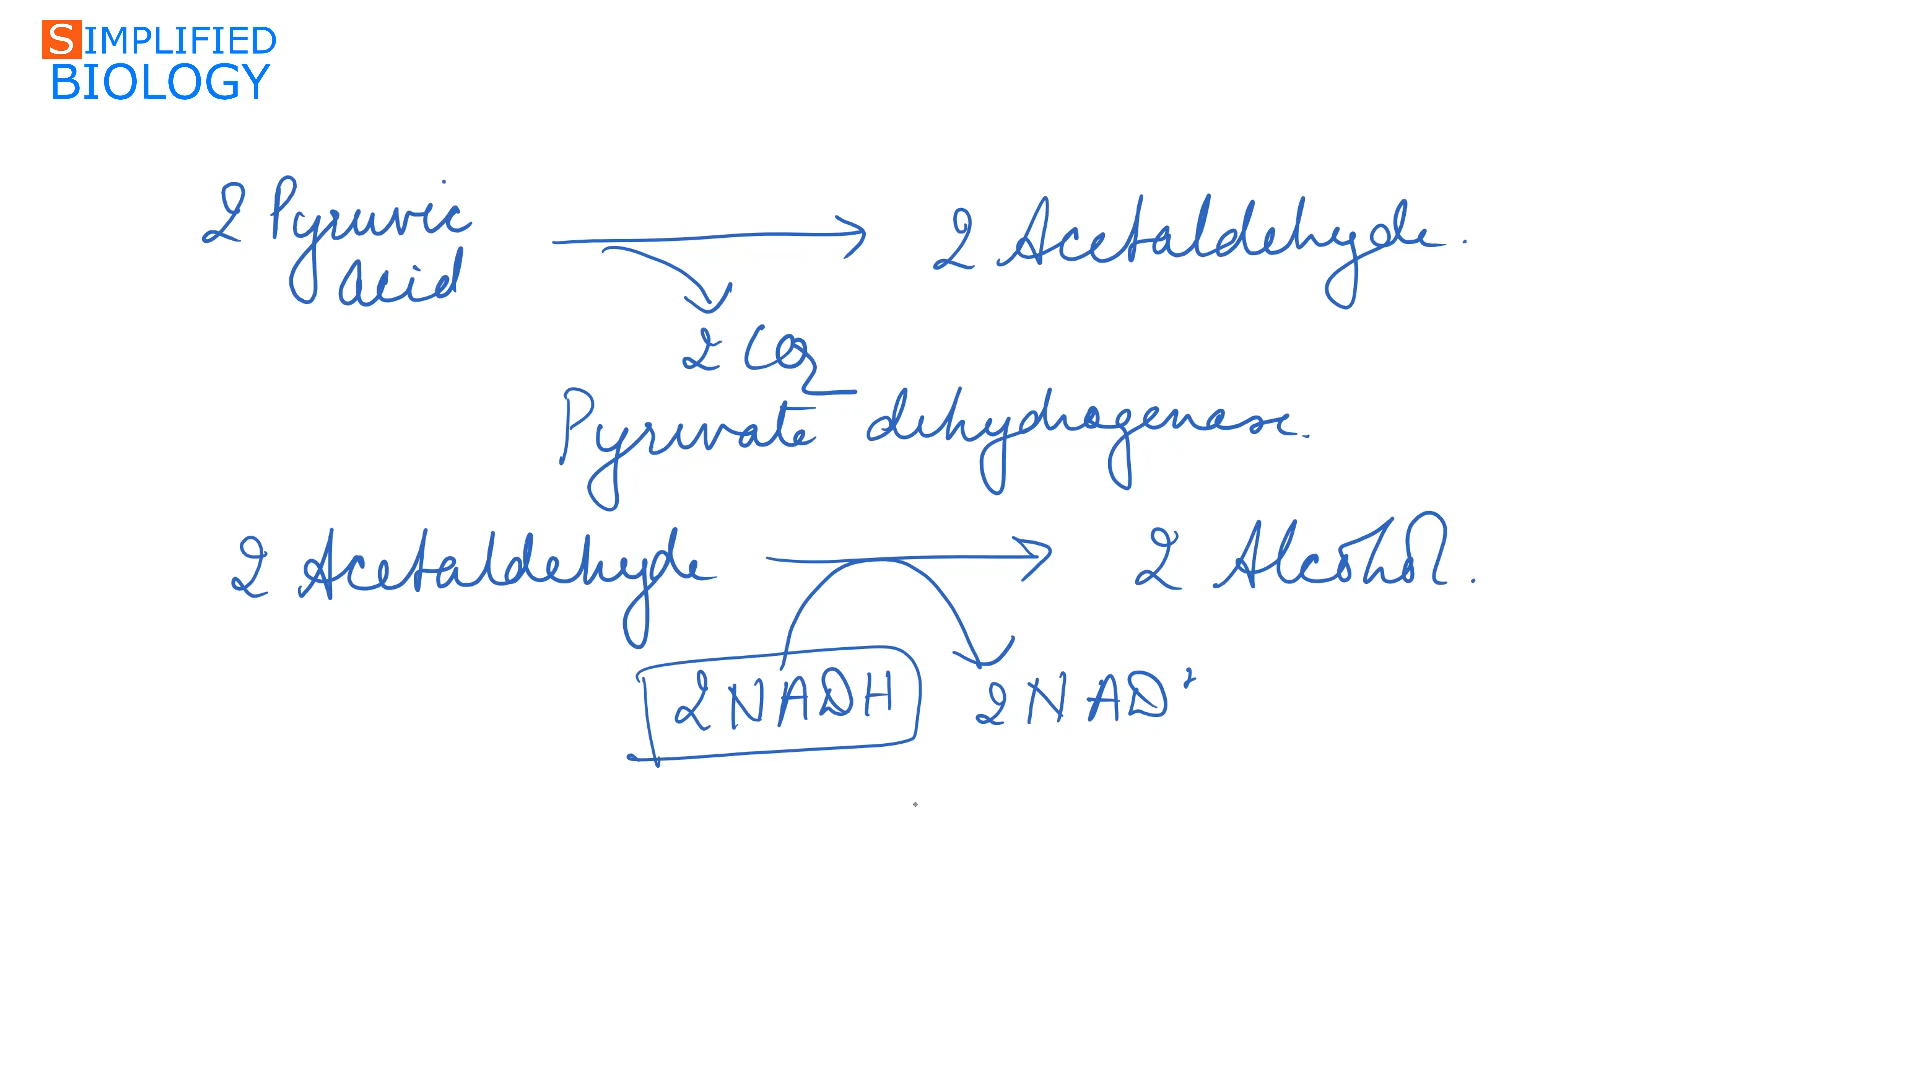 SIMPLIFIED
BIOLOGY
2 Pyruvic acid → 2 Acetaldehyde.
2 CO2
Pyruvate dehydrogenase.
2 Acetaldehyde → 2 Alcohol.
2NADH 2NAD⁺